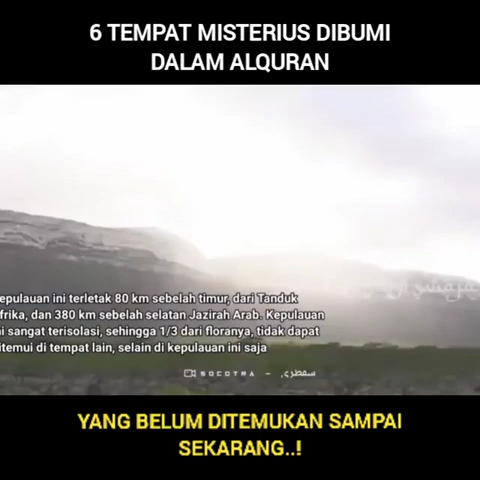 6 TEMPAT MISTERIUS DIBUMI
DALAM ALQURAN
epulauan ini terletak 80 km sebelah timur, dari Tanduk
frika, dan 380 km sebelah selatan Jazirah Arab. Kepulauan
i sangat terisolasi, sehingga 1/3 dari floranya, tidak dapat
itemui di tempat lain, selain di kepulauan ini saja
SOCOTRA - سقطرى
YANG BELUM DITEMUKAN SAMPAI
SEKARANG..!